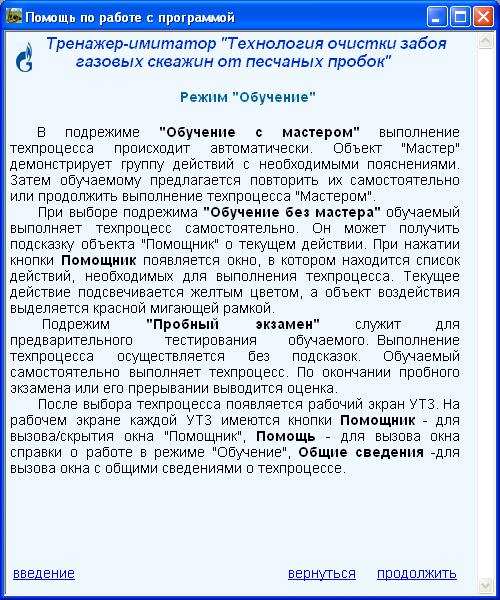 Помощь по работе с программой
Тренажер-имитатор "Технология очистки забоя
газовых скважин от песчаных пробок"
Режим "Обучение"
В подрежиме "Обучение с мастером" выполнение
техпроцесса происходит автоматически. Объект "Мастер"
демонстрирует группу действий с необходимыми пояснениями.
Затем обучаемому предлагается повторить их самостоятельно
или продолжить выполнение техпроцесса "Мастером".
При выборе подрежима "Обучение без мастера" обучаемый
выполняет техпроцесс самостоятельно. Он может получить
подсказку объекта "Помощник" о текущем действии. При нажатии
кнопки Помощник появляется окно, в котором находится список
действий, необходимых для выполнения техпроцесса. Текущее
действие подсвечивается желтым цветом, а объект воздействия
выделяется красной мигающей рамкой.
Подрежим "Пробный экзамен" служит для
предварительного тестирования обучаемого. Выполнение
техпроцесса осуществляется без подсказок. Обучаемый
самостоятельно выполняет техпроцесс. По окончании пробного
экзамена или его прерывании выводится оценка.
После выбора техпроцесса появляется рабочий экран УТЗ. На
рабочем экране каждой УТЗ имеются кнопки Помощник - для
вызова/скрытия окна "Помощник", Помощь - для вызова окна
справки о работе в режиме "Обучение", Общие сведения -для
вызова окна с общими сведениями о техпроцессе.
введение вернуться продолжить